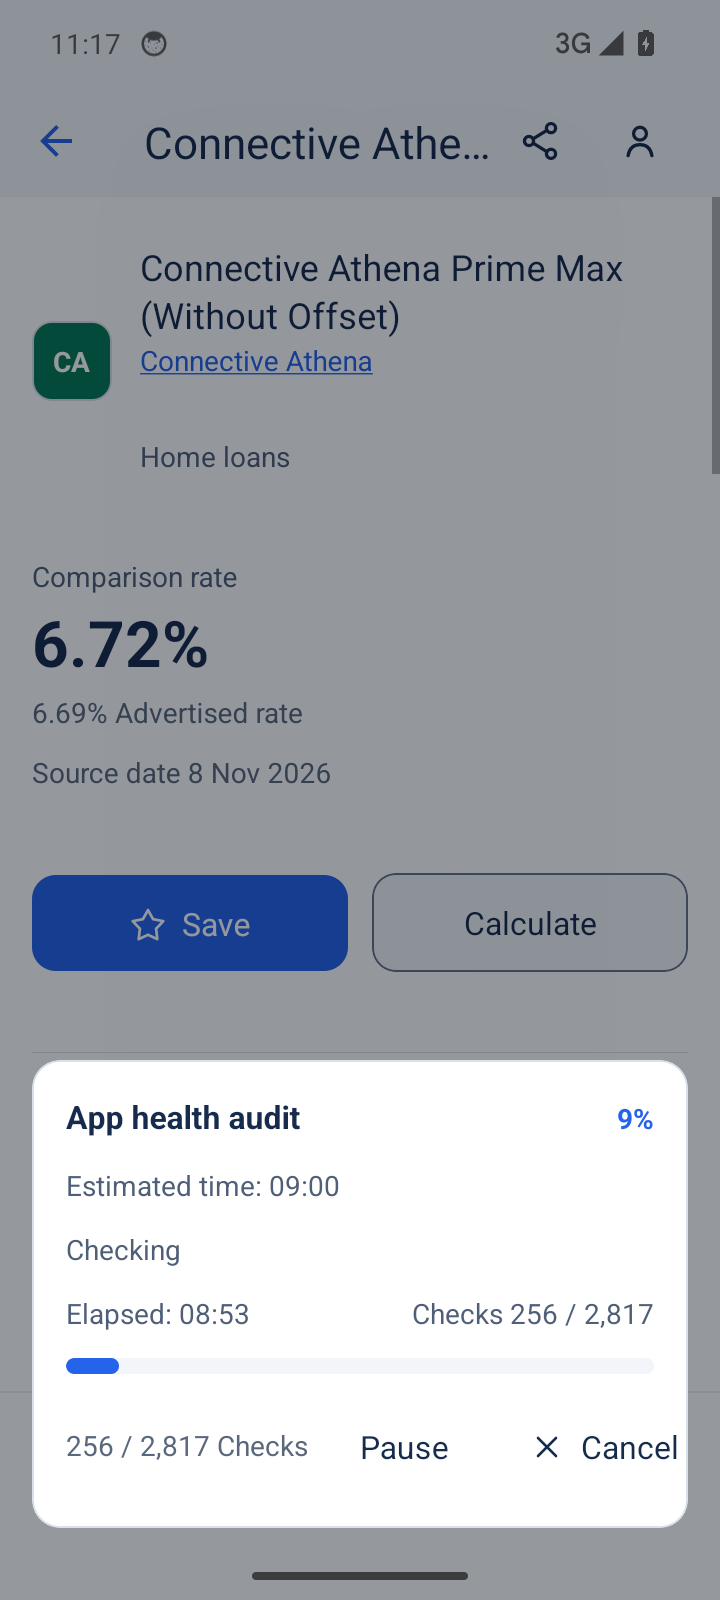 11:17
3G
Connective Athe...
Connective Athena Prime Max
(Without Offset)
CA
Connective Athena
Home loans
Comparison rate
6.72%
6.69% Advertised rate
Source date 8 Nov 2026
Save
Calculate
App health audit
9%
Estimated time: 09:00
Checking
Elapsed: 08:53
Checks 256 / 2,817
256 / 2,817 Checks
Pause
Cancel